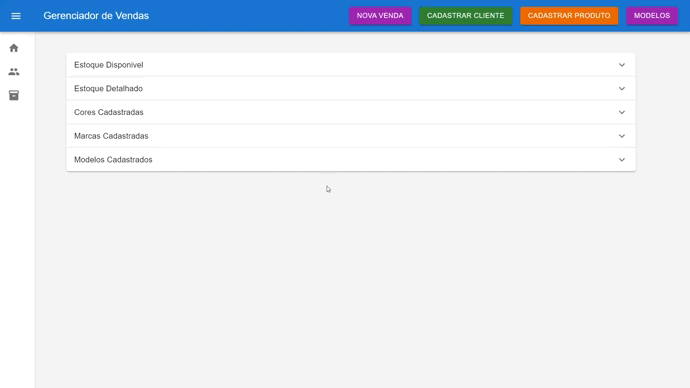 Gerenciador de Vendas
NOVA VENDA
CADASTRAR CLIENTE
CADASTRAR PRODUTO
MODELOS
Estoque Disponivel
Estoque Detalhado
Cores Cadastradas
Marcas Cadastradas
Modelos Cadastrados